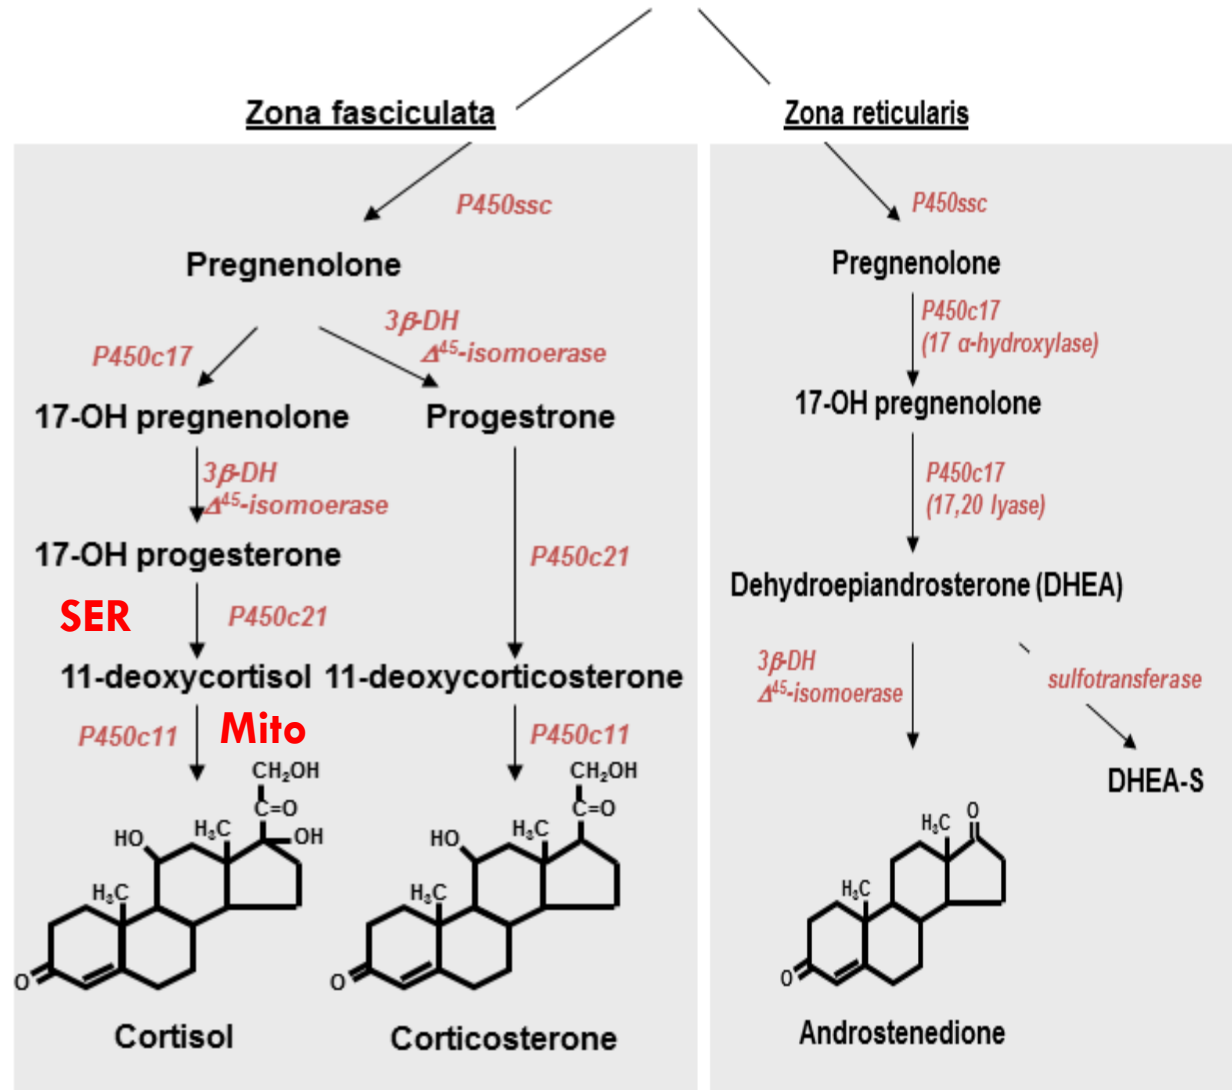 Zona fasciculata
P450ssc
Pregnenolone
P450c17
3β-DH
Δ⁴⁵-isomoerase
17-OH pregnenolone
Progestrone
3β-DH
Δ⁴⁵-isomoerase
17-OH progesterone
P450c21
SER
P450c21
11-deoxycortisol
11-deoxycorticosterone
P450c11
Mito
P450c11
CH₂OH
C=O
H₃C
OH
HO
H₃C
O
Cortisol
CH₂OH
C=O
H₃C
HO
H₃C
O
Corticosterone
Zona reticularis
P450ssc
Pregnenolone
P450c17
(17 α-hydroxylase)
17-OH pregnenolone
P450c17
(17,20 lyase)
Dehydroepiandrosterone (DHEA)
3β-DH
Δ⁴⁵-isomoerase
sulfotransferase
DHEA-S
O
H₃C
H₃C
O
Androstenedione